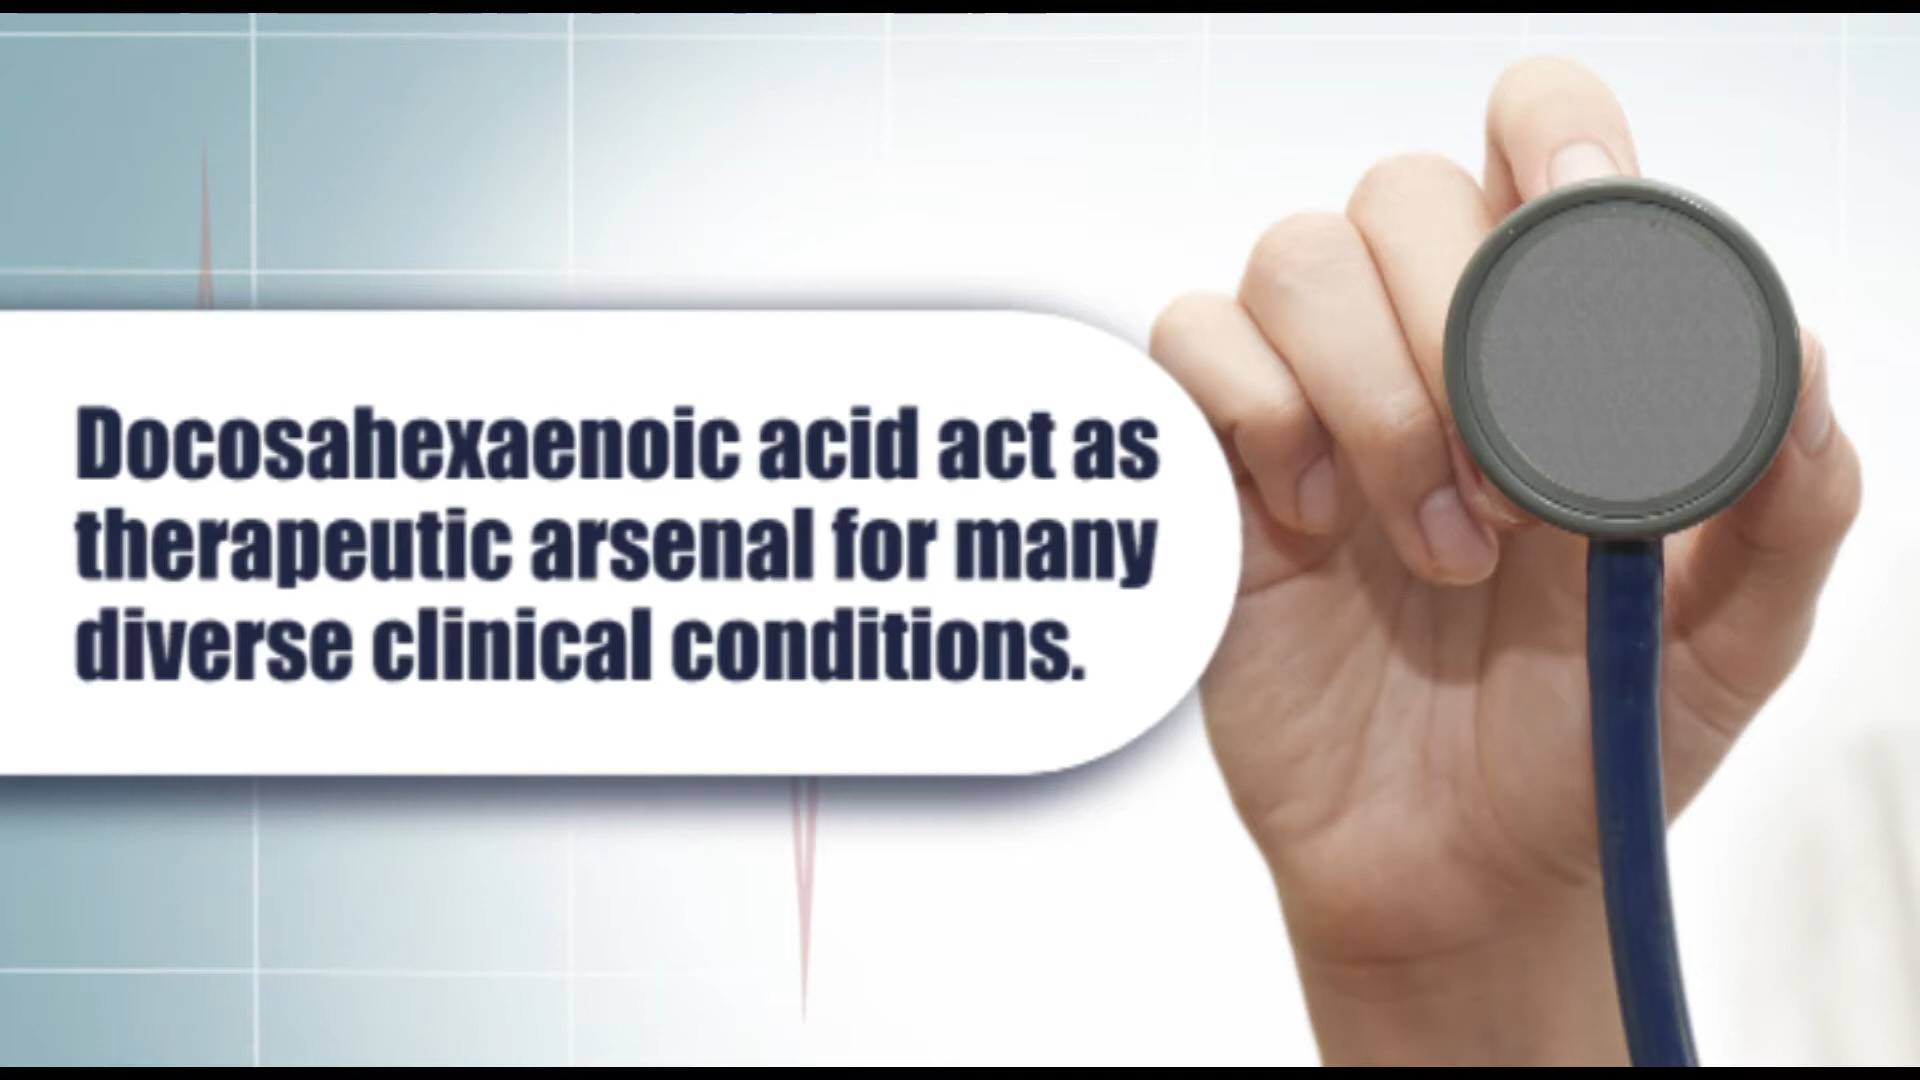 Docosahexaenoic acid act as
therapeutic arsenal for many
diverse clinical conditions.